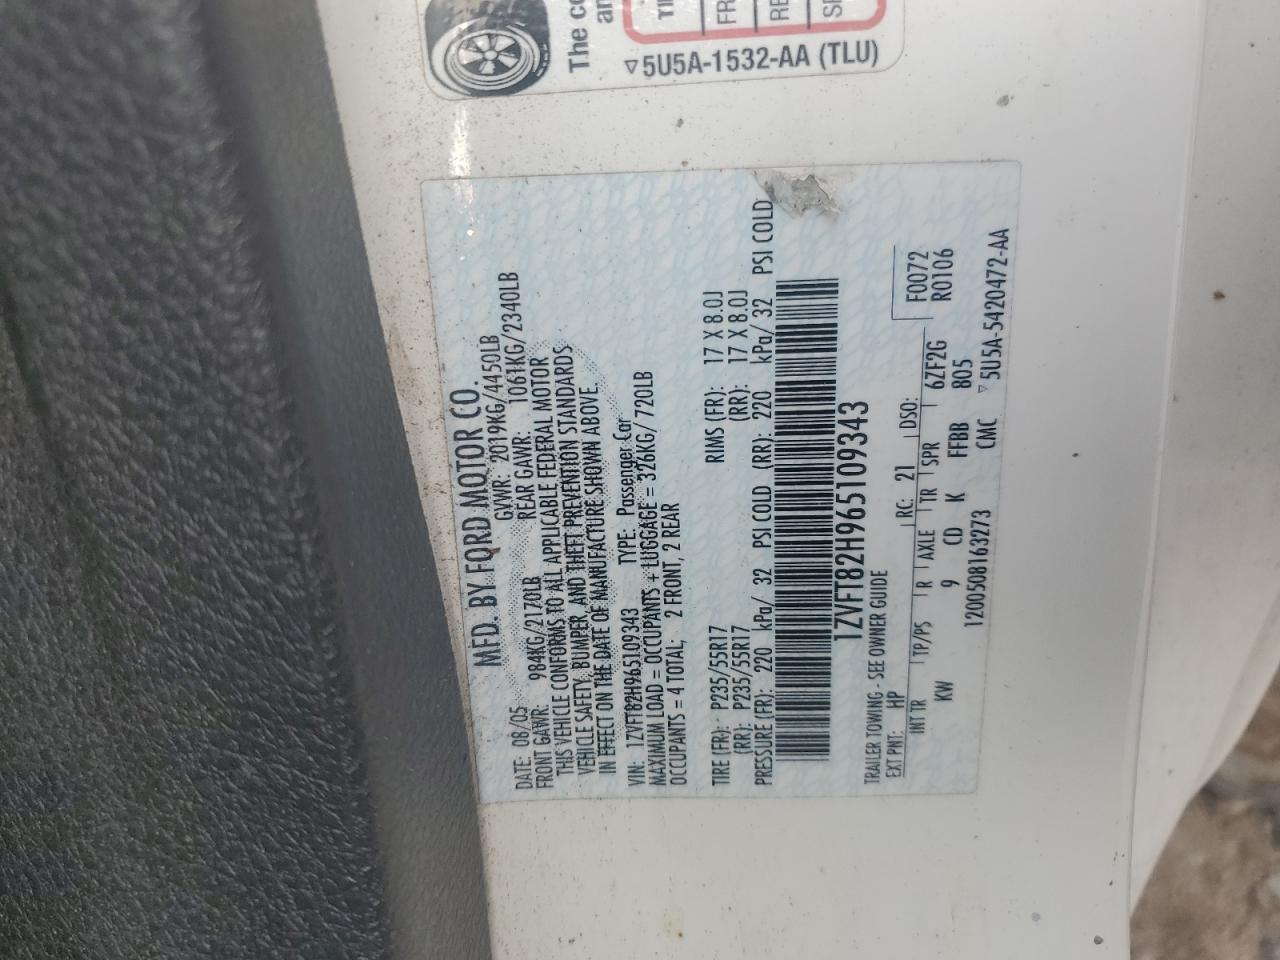 The co
an
TI
FR
RE
SP
▽5U5A-1532-AA (TLU)
MFD. BY FORD MOTOR CO.
DATE: 08/05 GVWR: 2019KG/4450LB
FRONT GAWR: 984KG/2170LB REAR GAWR: 1061KG/2340LB
THIS VEHICLE CONFORMS TO ALL APPLICABLE FEDERAL MOTOR
VEHICLE SAFETY, BUMPER, AND THEFT PREVENTION STANDARDS
IN EFFECT ON THE DATE OF MANUFACTURE SHOWN ABOVE.
VIN: 1ZVFT82H965109343 TYPE: Passenger Car
MAXIMUM LOAD = OCCUPANTS + LUGGAGE = 326KG/720LB
OCCUPANTS = 4 TOTAL; 2 FRONT, 2 REAR
TIRE (FR): P235/55R17 RIMS (FR): 17 X 8.0J
(RR): P235/55R17 (RR): 17 X 8.0J
PRESSURE (FR): 220 kPa/ 32 PSI COLD (RR): 220 kPa/ 32 PSI COLD
1ZVFT82H965109343
TRAILER TOWING - SEE OWNER GUIDE
EXT PNT: HP RC: 21 DSO: F0072
INT TR TP/PS R AXLE TR SPR 6ZF2G R0106
KW 9 CD K FFBB 805
1200508163273 CMC ▽ 5U5A-5420472-AA